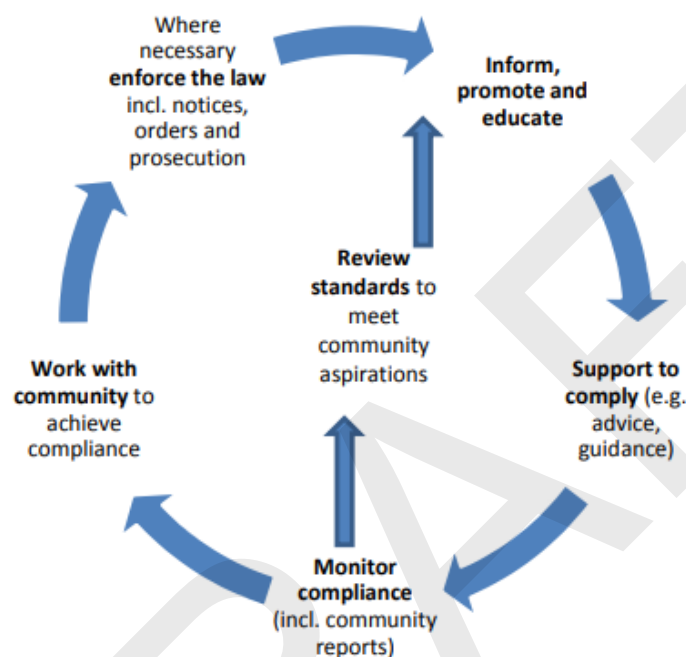 Where
necessary
enforce the law
incl. notices,
orders and
prosecution
Inform,
promote and
educate
Review
standards to
meet
community
aspirations
Support to
comply (e.g.
advice,
guidance)
Monitor
compliance
(incl. community
reports)
Work with
community to
achieve
compliance